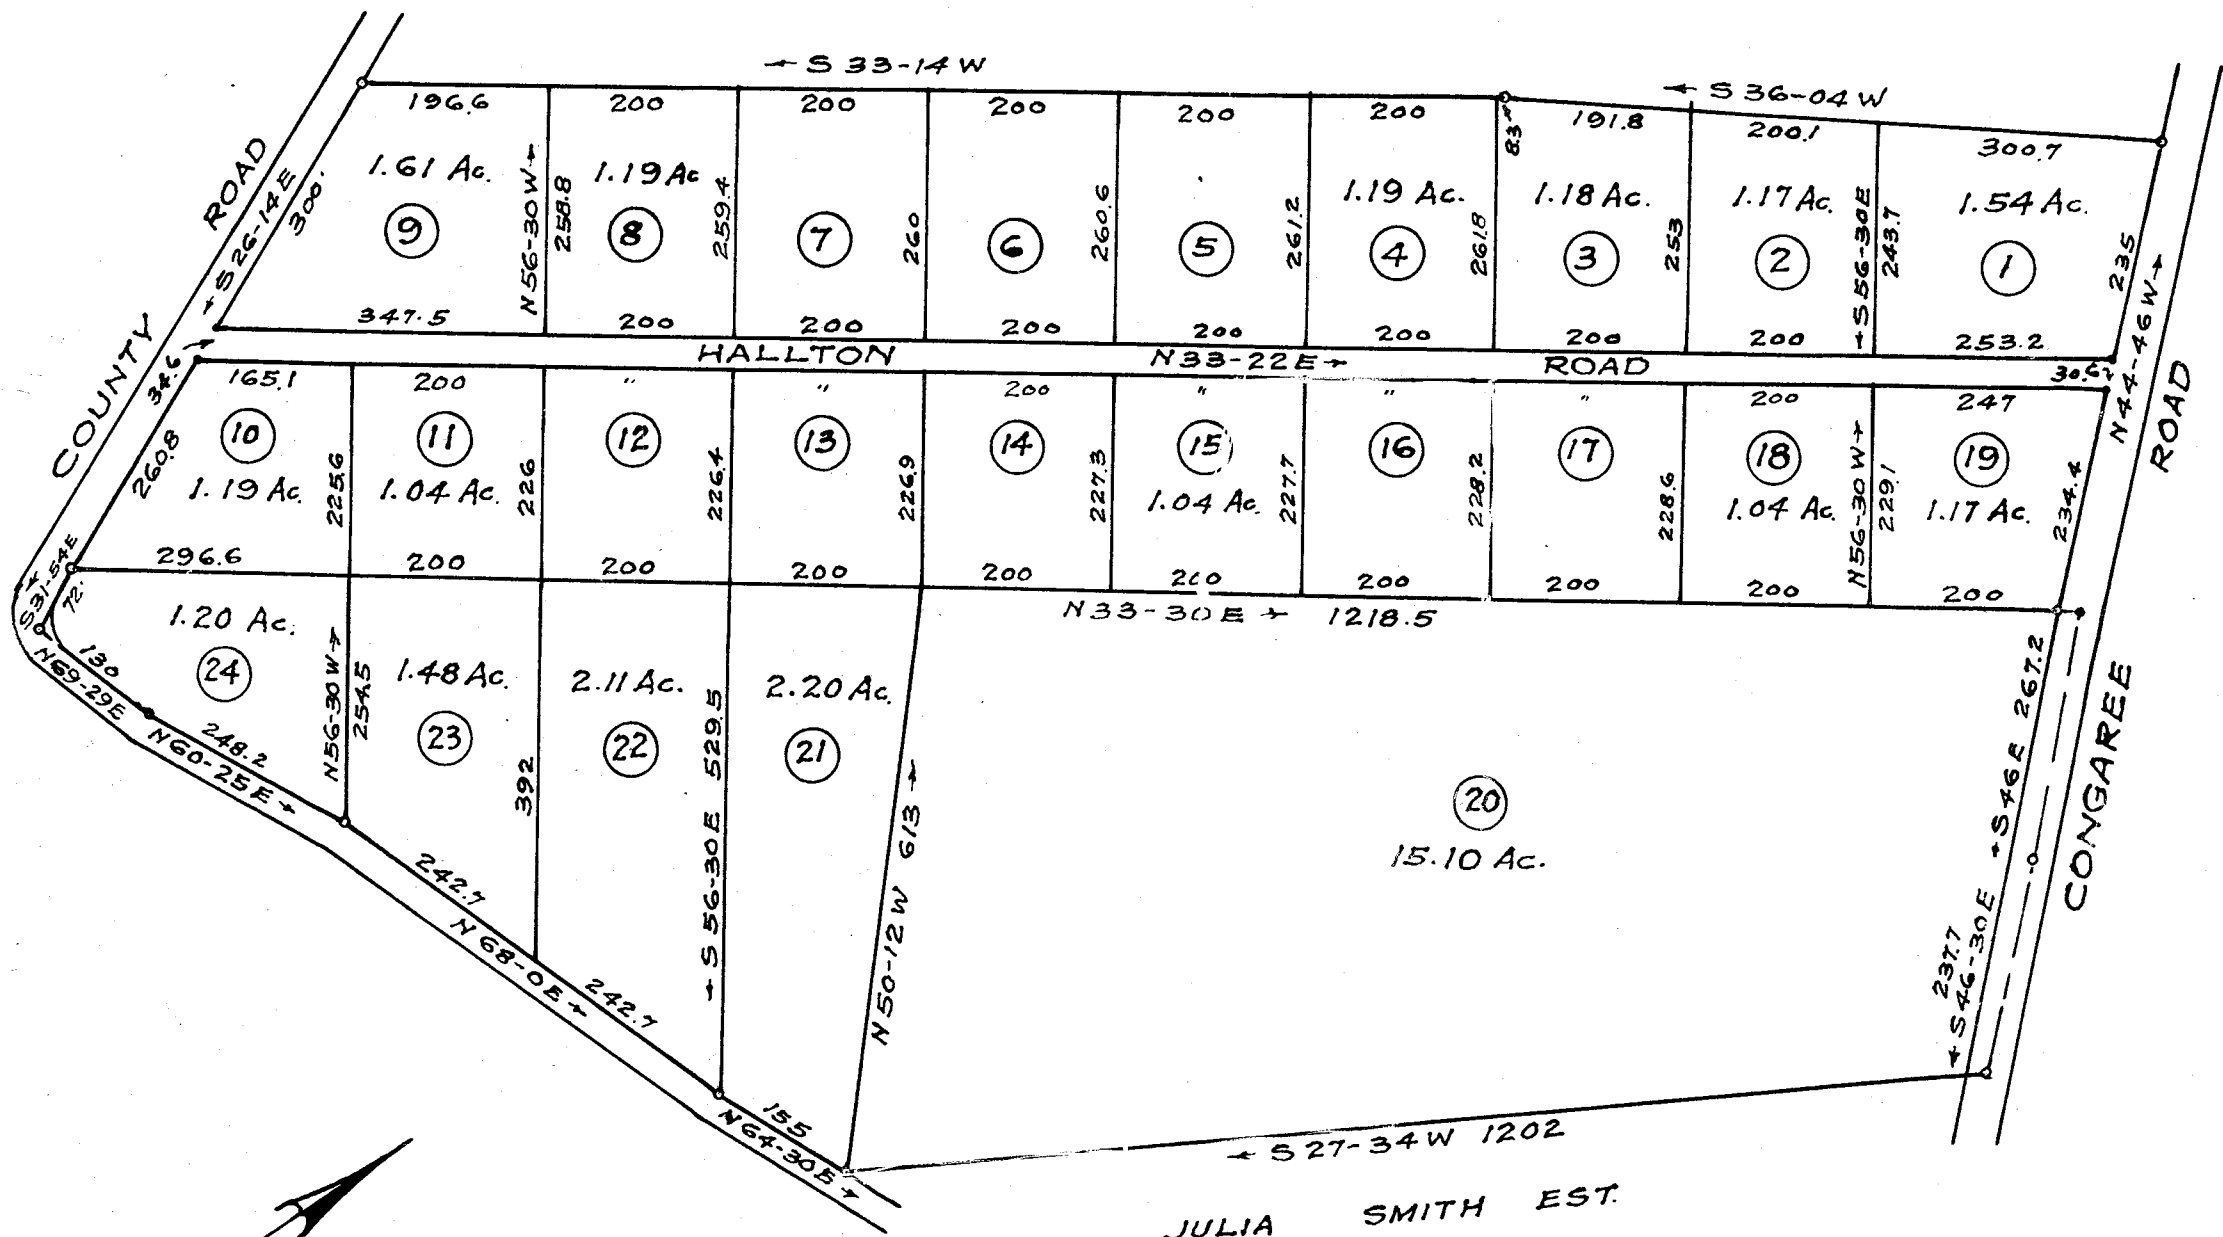 ← S 33-14 W
← S 36-04 W
196.6 200 200 200 200 200 191.8 200.1 300.7
8.3
COUNTY ROAD
← S 26-14 E
300'
1.61 Ac.
9
N 56-30 W →
258.8
1.19 Ac
8
259.4
7
260
6
260.6
5
261.2
1.19 Ac.
4
261.8
1.18 Ac.
3
253
1.17 Ac.
2
← S 56-30 E
243.7
1.54 Ac.
1
235
N 44-46 W →
347.5 200 200 200 200 200 200 200 253.2
HALLTON N 33-22 E → ROAD
34.6
30.6
165.1 200 " " 200 " " " 200 247
260.8
10
1.19 Ac.
225.6
11
1.04 Ac.
226
12
226.4
13
226.9
14
227.3
15
1.04 Ac.
227.7
16
228.2
17
228.6
18
1.04 Ac.
N 56-30 W →
229.1
19
1.17 Ac.
234.4
CONGAREE ROAD
296.6 200 200 200 200 200 200 200 200 200
N 33-30 E → 1218.5
S 31-54 E
72'
130
N 69-29 E
1.20 Ac.
24
248.2
N 60-25 E →
N 56-30 W →
254.5
1.48 Ac.
23
392
242.7
N 68-0 E →
2.11 Ac.
22
242.7
← S 56-30 E 529.5
2.20 Ac.
21
155
N 64-30 E →
N 50-12 W 613 →
20
15.10 Ac.
← S 46 E 267.2
237.7
← S 46-30 E
← S 27-34 W 1202
JULIA SMITH EST.